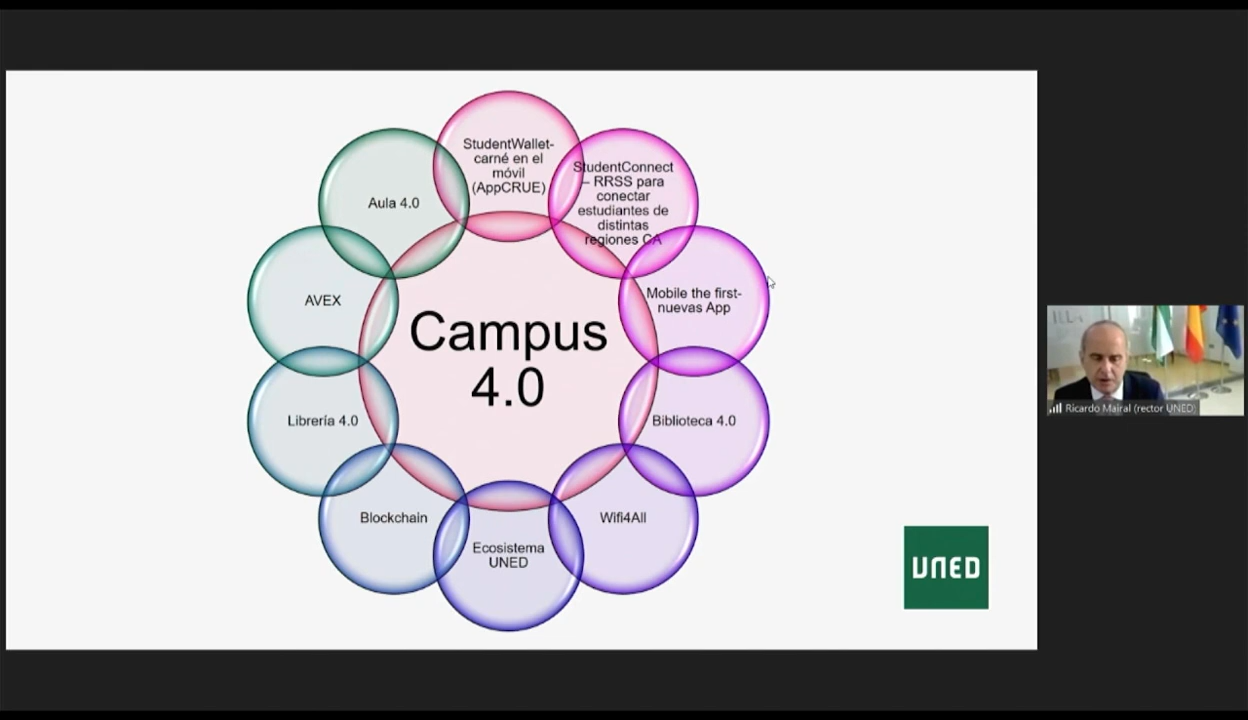 StudentWallet-
carné en el
móvil
(AppCRUE)
StudentConnect
– RRSS para
conectar
estudiantes de
distintas
regiones CA
Mobile the first-
nuevas App
Biblioteca 4.0
Wifi4All
Ecosistema
UNED
Blockchain
Librería 4.0
AVEX
Aula 4.0
Campus
4.0
UNED
Ricardo Mairal (rector UNED)